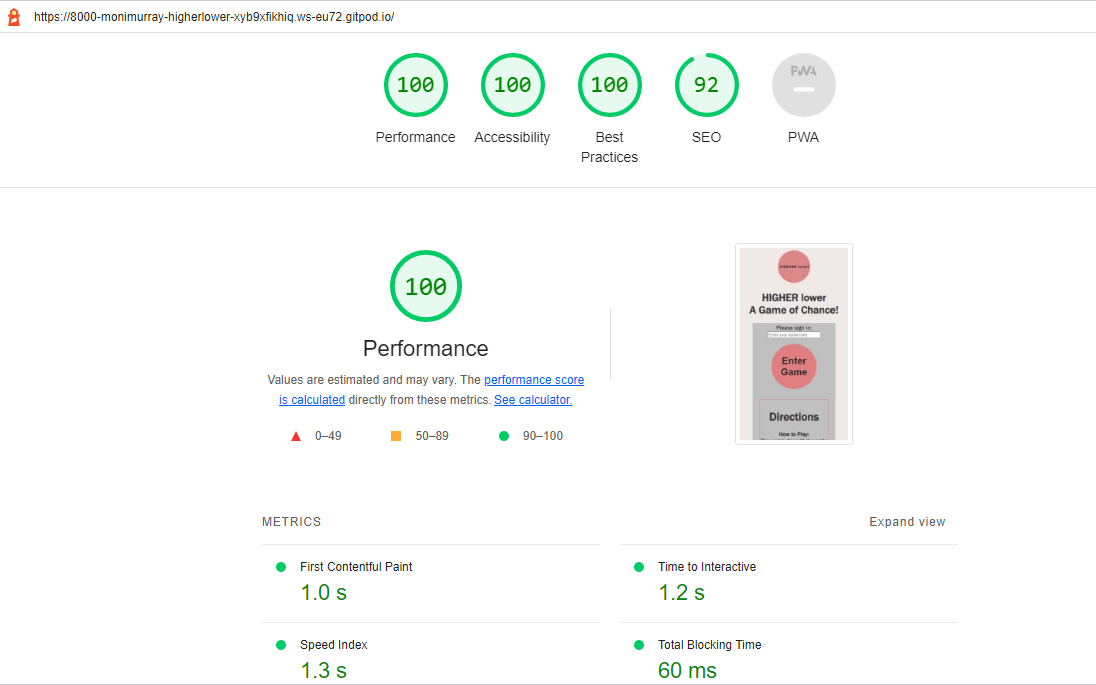 https://8000-monimurray-higherlower-xyb9xfikhiq.ws-eu72.gitpod.io/
100
100
100
92
PWA
Performance
Accessibility
Best
Practices
SEO
PWA
100
Performance
Values are estimated and may vary. The performance score
is calculated directly from these metrics. See calculator.
0–49
50–89
90–100
HIGHER lower
A Game of Chance!
Please sign in.
Enter your name here
Enter
Game
Directions
How to Play:
METRICS
Expand view
First Contentful Paint
1.0 s
Time to Interactive
1.2 s
Speed Index
1.3 s
Total Blocking Time
60 ms